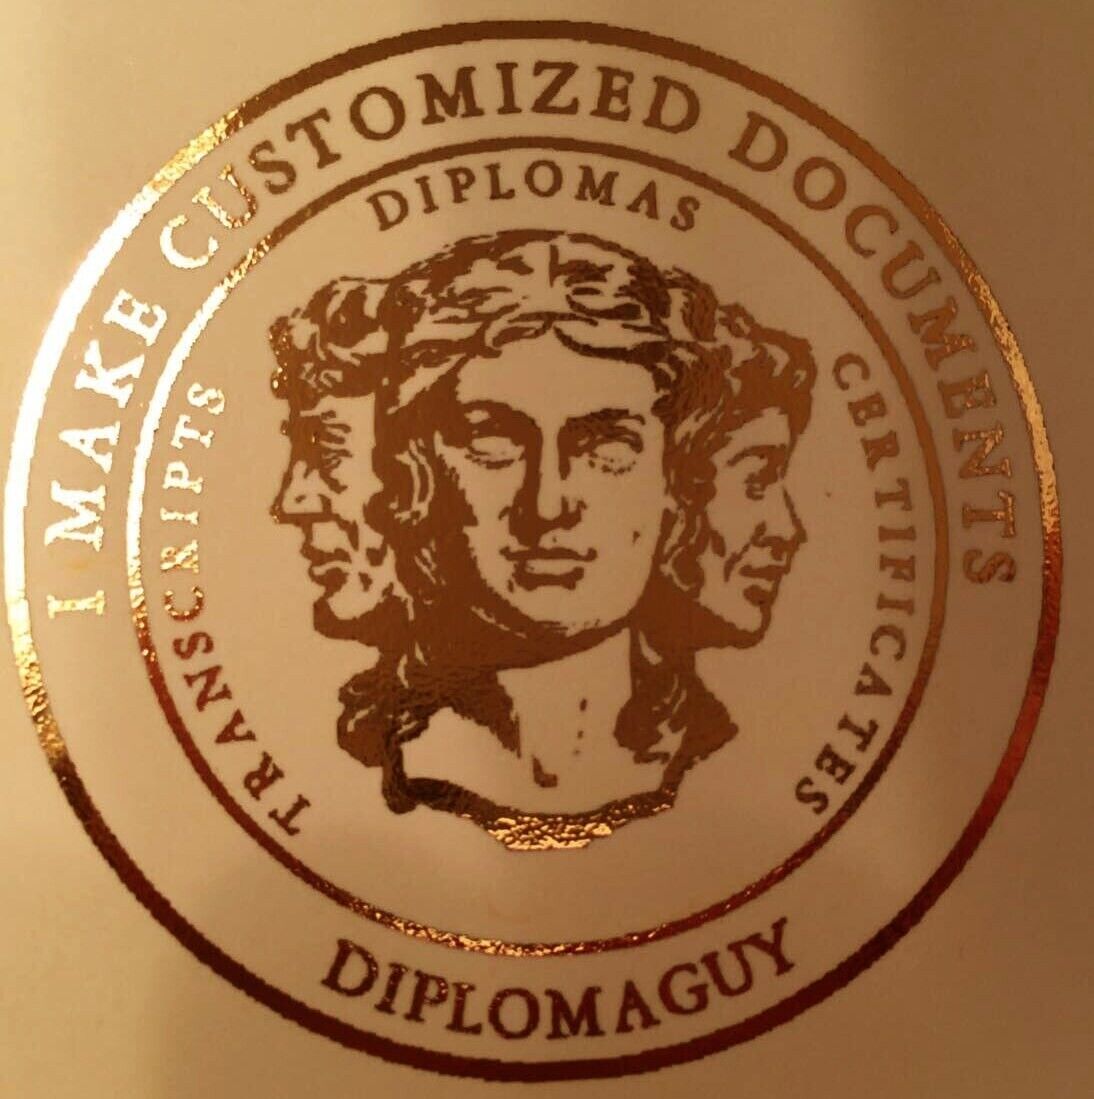 I MAKE CUSTOMIZED DOCUMENTS
DIPLOMAS
TRANSCRIPTS
CERTIFICATES
DIPLOMAGUY